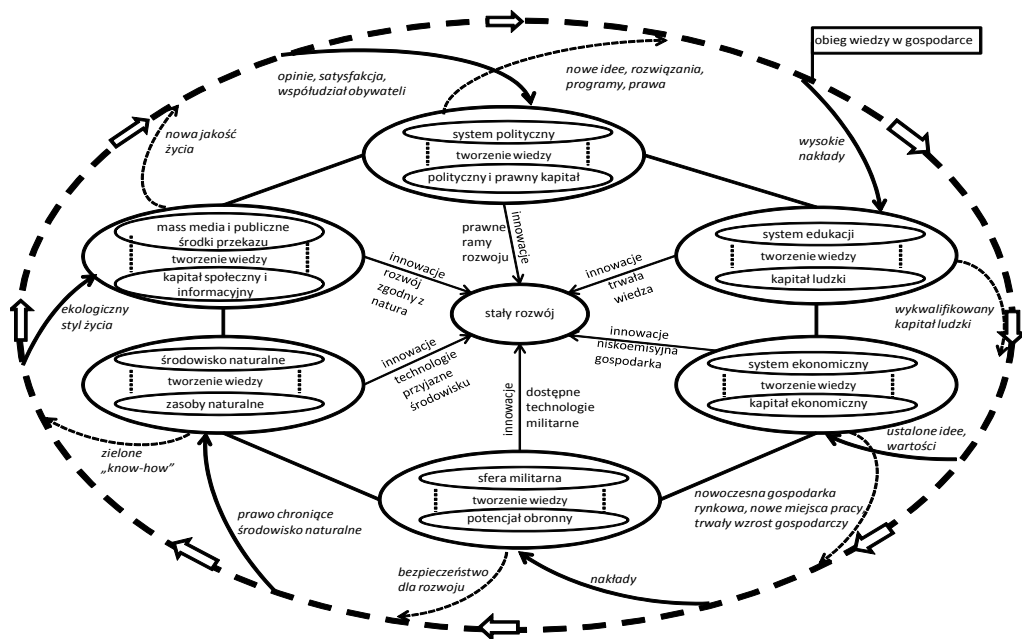 obieg wiedzy w gospodarce
opinie, satysfakcja,
współudział obywateli
nowe idee, rozwiązania,
programy, prawa
nowa jakość
życia
system polityczny
tworzenie wiedzy
polityczny i prawny kapitał
wysokie
nakłady
mass media i publiczne
środki przekazu
tworzenie wiedzy
kapitał społeczny i
informacyjny
prawne
ramy
rozwoju
innowacje
system edukacji
tworzenie wiedzy
kapitał ludzki
innowacje
rozwój
zgodny z
natura
innowacje
trwała
wiedza
ekologiczny
styl życia
stały rozwój
wykwalifikowany
kapitał ludzki
środowisko naturalne
tworzenie wiedzy
zasoby naturalne
innowacje
technologie
przyjazne
środowisku
innowacje
niskoemisyjna
gospodarka
system ekonomiczny
tworzenie wiedzy
kapitał ekonomiczny
innowacje
dostępne
technologie
militarne
ustalone idee,
wartości
zielone
„know-how”
sfera militarna
tworzenie wiedzy
potencjał obronny
nowoczesna gospodarka
rynkowa, nowe miejsca pracy,
trwały wzrost gospodarczy
prawo chroniące
środowisko naturalne
bezpieczeństwo
dla rozwoju
nakłady